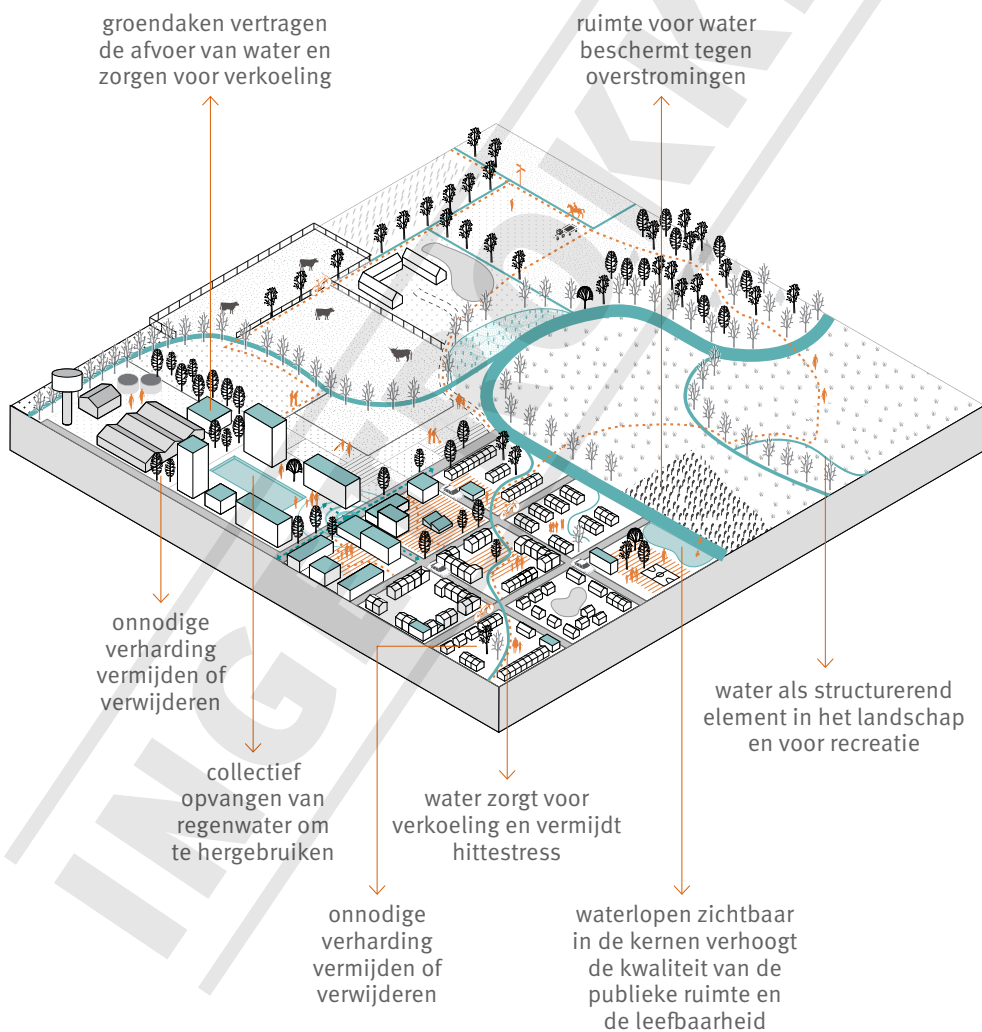 groendaken vertragen
de afvoer van water en
zorgen voor verkoeling
ruimte voor water
beschermt tegen
overstromingen
onnodige
verharding
vermijden of
verwijderen
water als structurerend
element in het landschap
en voor recreatie
collectief
opvangen van
regenwater om
te hergebruiken
water zorgt voor
verkoeling en vermijdt
hittestress
onnodige
verharding
vermijden of
verwijderen
waterlopen zichtbaar
in de kernen verhoogt
de kwaliteit van de
publieke ruimte en
de leefbaarheid